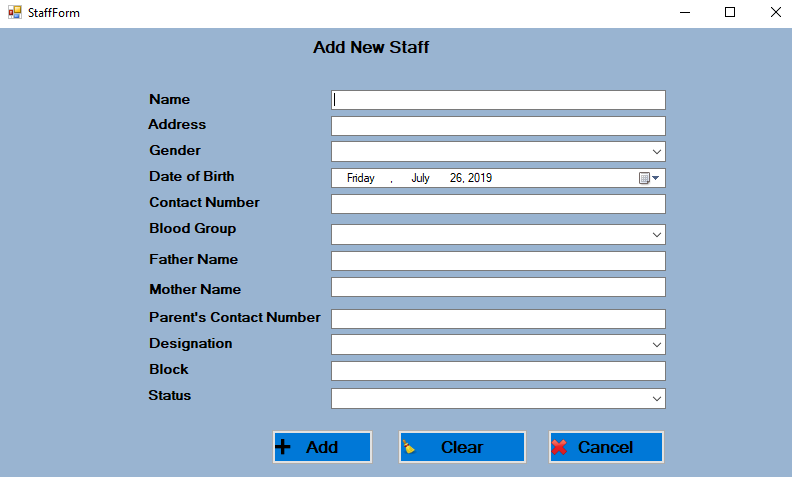 StaffForm
Add New Staff
Name
Address
Gender
Date of Birth Friday , July 26, 2019
Contact Number
Blood Group
Father Name
Mother Name
Parent's Contact Number
Designation
Block
Status
Add Clear Cancel